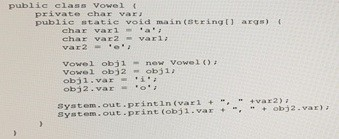 public class Vowel {
private char var;
public static void main(String[] args) {
char var1 = 'a';
char var2 = var1;
var2 = 'e';
Vowel obj1 = new Vowel();
Vowel obj2 = obj1;
obj1.var = 'i';
obj2.var = 'o';
System.out.println(var1 + ", " +var2);
System.out.print(obj1.var + ", " + obj2.var);
}
}